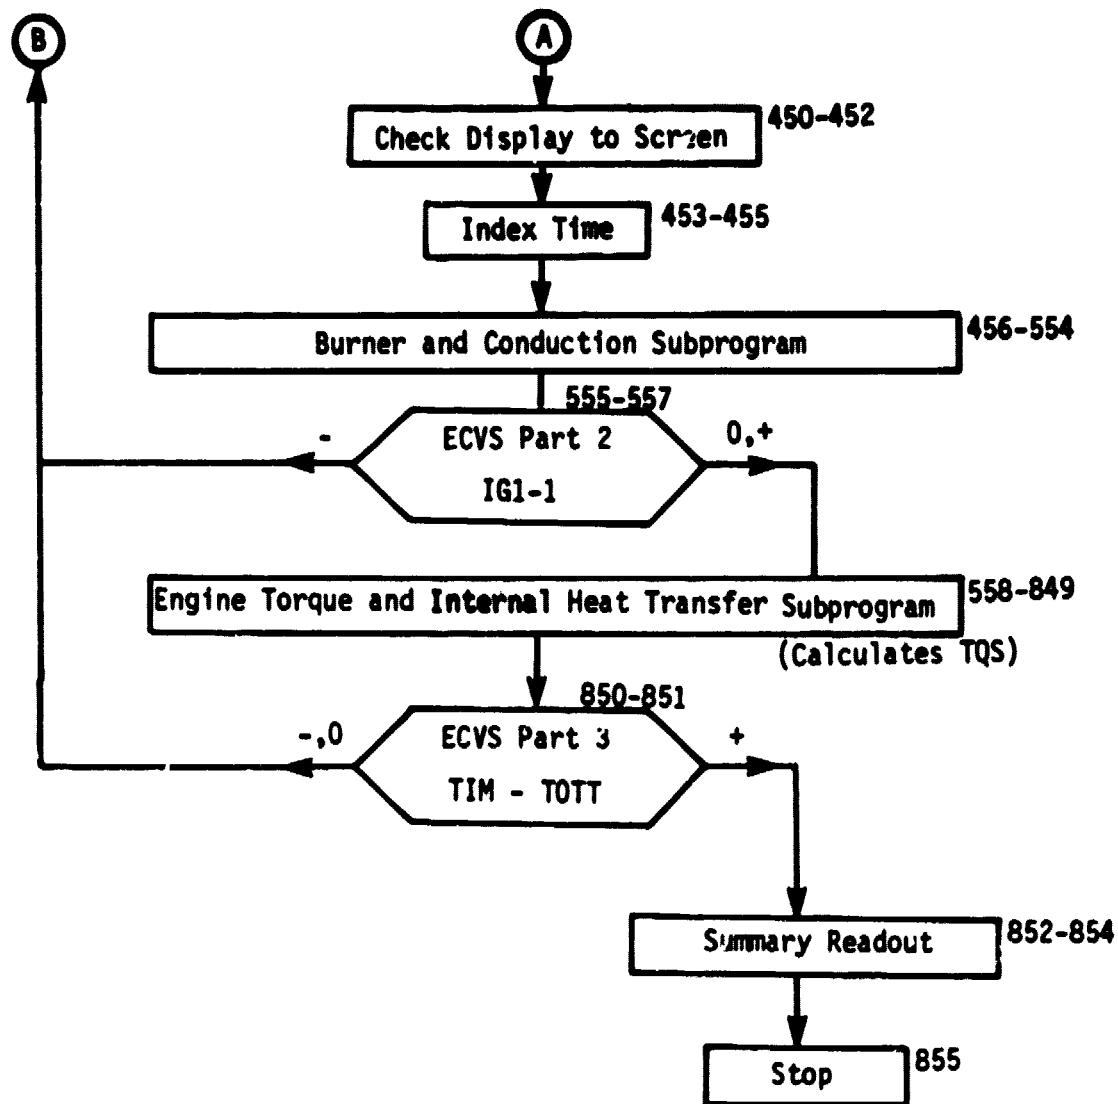 B
A
Check Display to Screen
450-452
Index Time
453-455
Burner and Conduction Subprogram
456-554
555-557
ECVS Part 2
IG1-1
-
0,+
Engine Torque and Internal Heat Transfer Subprogram
558-849
(Calculates TQS)
850-851
ECVS Part 3
TIM - TOTT
-,0
+
Summary Readout
852-854
Stop
855